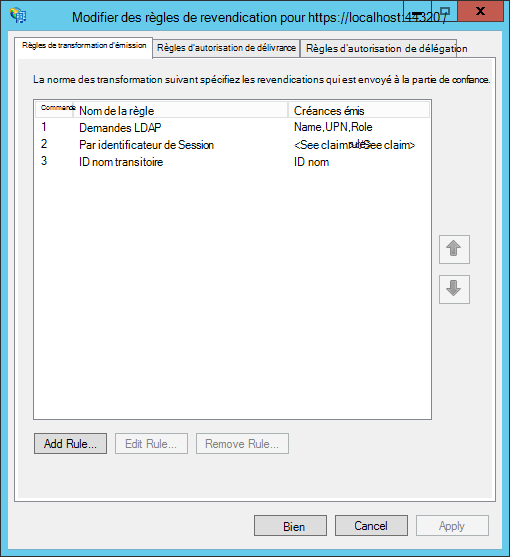 Modifier des règles de revendication pour https://localhost:44320/
Règles de transformation d'émission
Règles d'autorisation de délivrance
Règles d'autorisation de délégation
La norme des transformation suivant spécifiez les revendications qui est envoyé à la partie de confiance.
Commande Nom de la règle Créances émis
1 Demandes LDAP Name,UPN,Role
2 Par identificateur de Session <See claim rule> <See claim>
3 ID nom transitoire ID nom
Add Rule... Edit Rule... Remove Rule...
Bien Cancel Apply